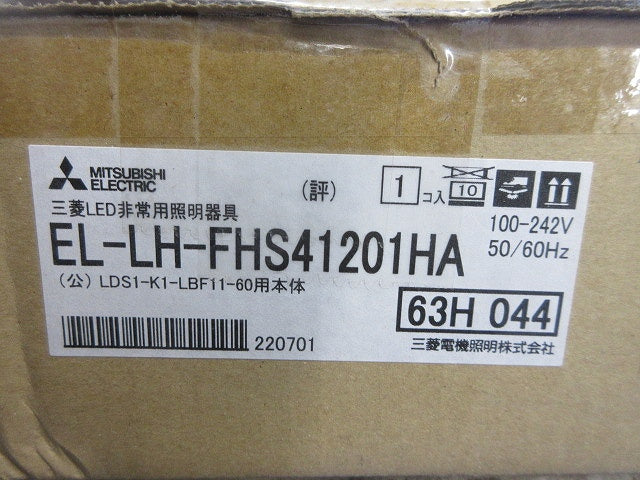 MITSUBISHI
ELECTRIC
(評)
1 コ入
10
三菱LED非常用照明器具
100-242V
EL-LH-FHS41201HA
50/60Hz
(公) LDS1-K1-LBF11-60用本体
63H 044
220701
三菱電機照明株式会社